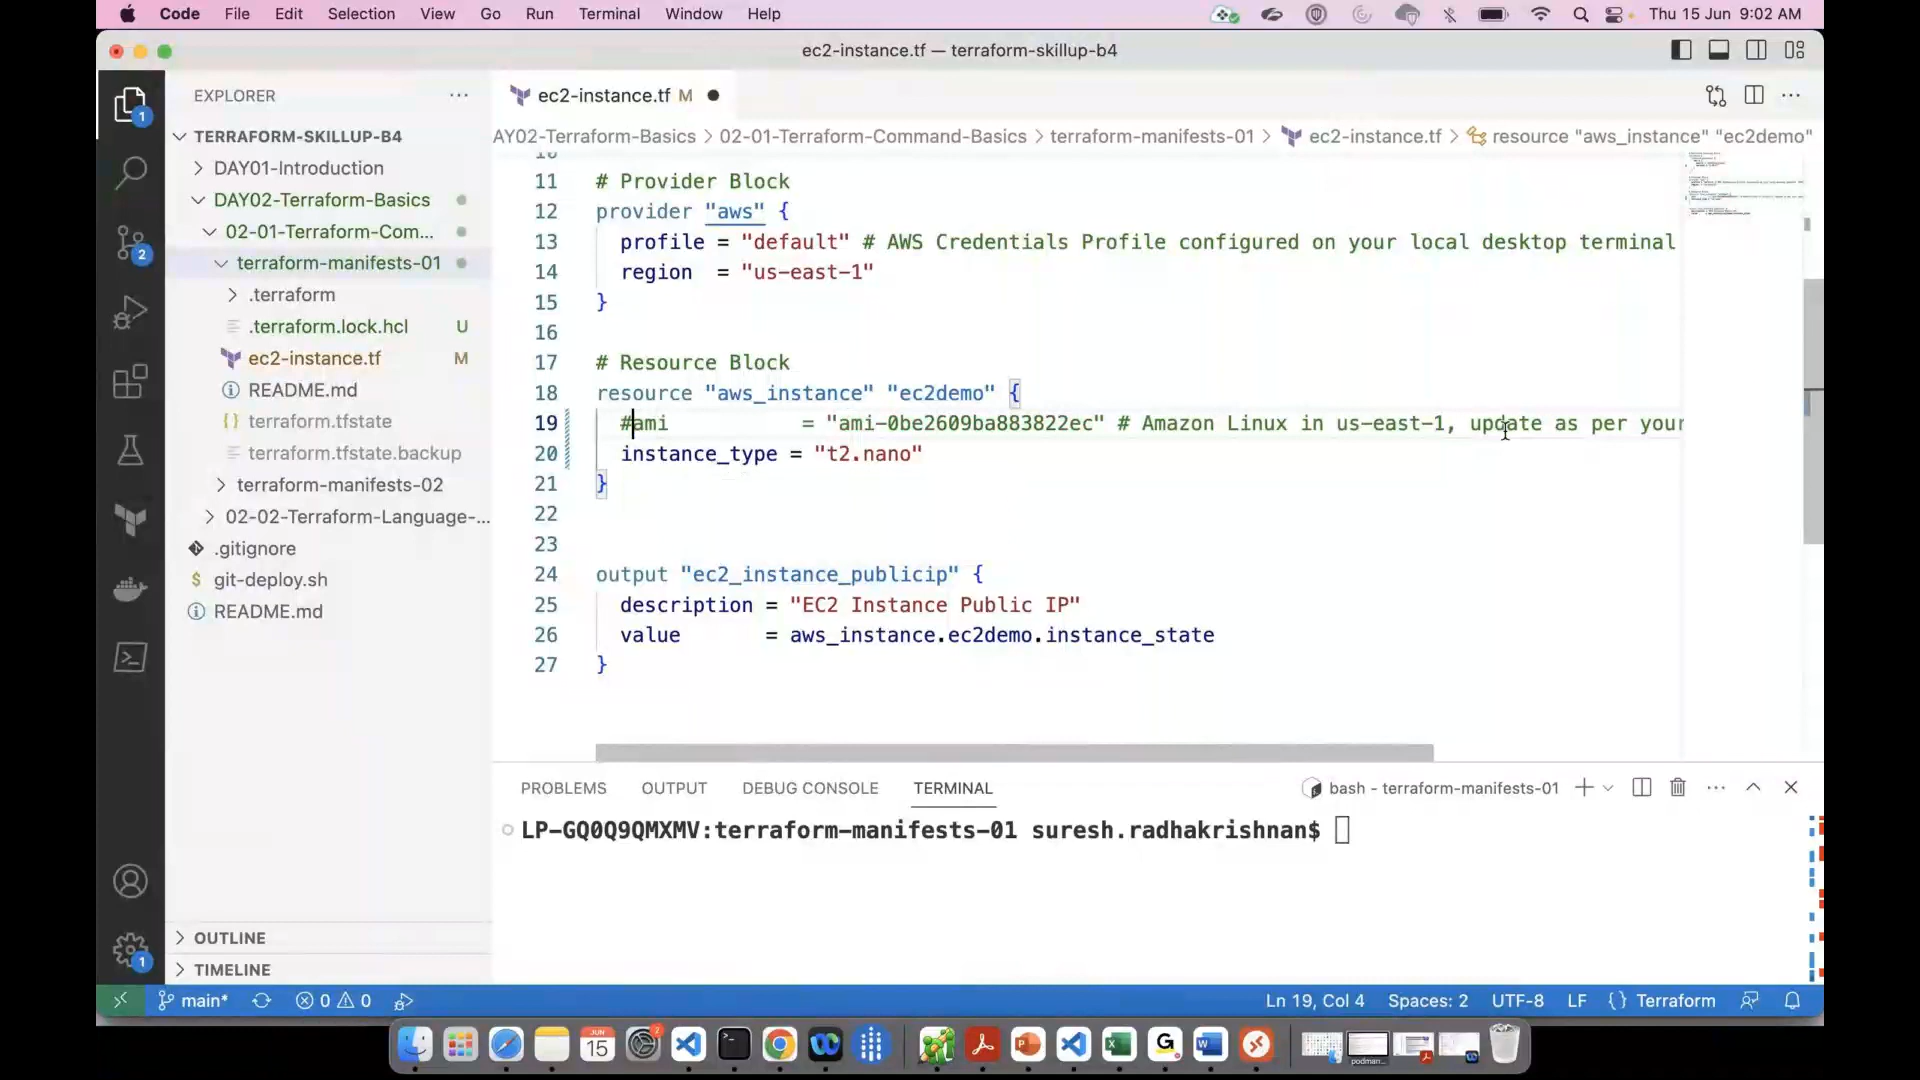 Code File Edit Selection View Go Run Terminal Window Help Thu 15 Jun 9:02 AM
ec2-instance.tf — terraform-skillup-b4
EXPLORER
TERRAFORM-SKILLUP-B4
DAY01-Introduction
DAY02-Terraform-Basics
02-01-Terraform-Com...
terraform-manifests-01
.terraform
.terraform.lock.hcl U
ec2-instance.tf M
README.md
terraform.tfstate
terraform.tfstate.backup
terraform-manifests-02
02-02-Terraform-Language-...
.gitignore
git-deploy.sh
README.md
OUTLINE
TIMELINE
1
2
1
ec2-instance.tf M
AY02-Terraform-Basics > 02-01-Terraform-Command-Basics > terraform-manifests-01 > ec2-instance.tf > resource "aws_instance" "ec2demo"
10
11 # Provider Block
12 provider "aws" {
13 profile = "default" # AWS Credentials Profile configured on your local desktop terminal
14 region = "us-east-1"
15 }
16
17 # Resource Block
18 resource "aws_instance" "ec2demo" {
19 #ami = "ami-0be2609ba883822ec" # Amazon Linux in us-east-1, update as per your
20 instance_type = "t2.nano"
21 }
22
23
24 output "ec2_instance_publicip" {
25 description = "EC2 Instance Public IP"
26 value = aws_instance.ec2demo.instance_state
27 }
PROBLEMS OUTPUT DEBUG CONSOLE TERMINAL bash - terraform-manifests-01
LP-GQ0Q9QMXMV:terraform-manifests-01 suresh.radhakrishnan$
main* 0 0 Ln 19, Col 4 Spaces: 2 UTF-8 LF {} Terraform
JUN
15
podman...